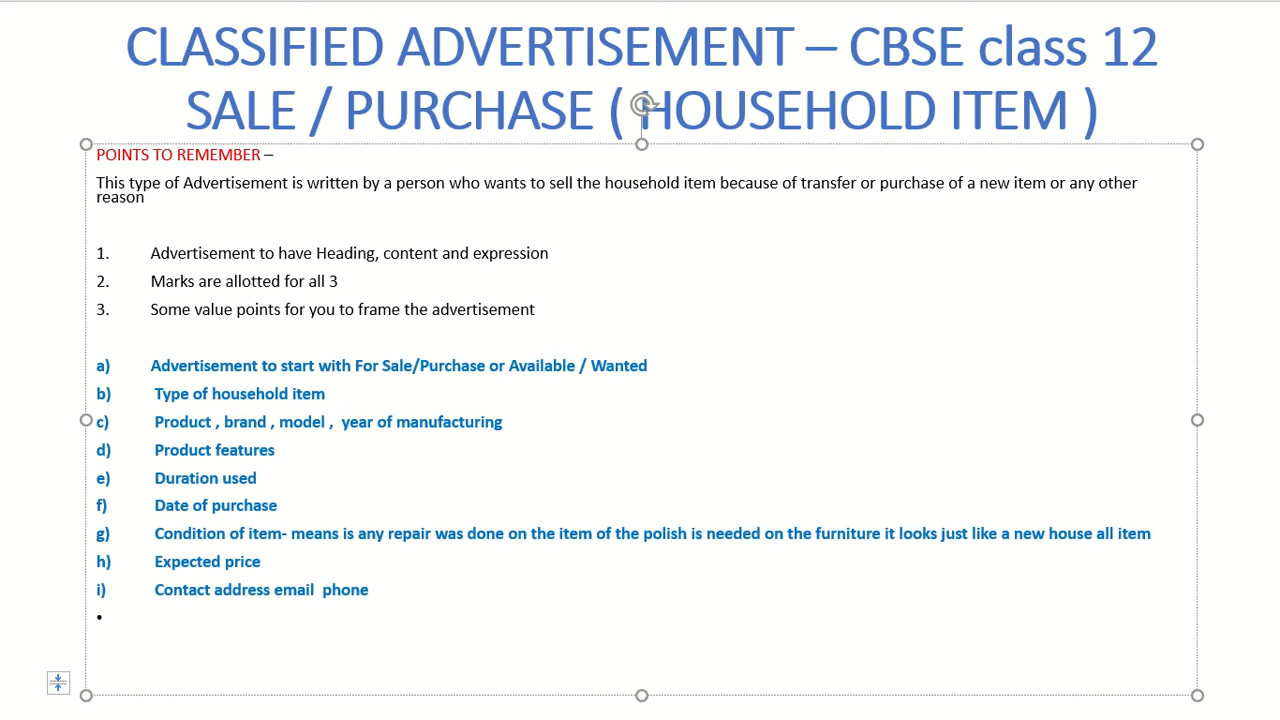 CLASSIFIED ADVERTISEMENT – CBSE class 12
SALE / PURCHASE ( HOUSEHOLD ITEM )
POINTS TO REMEMBER –
This type of Advertisement is written by a person who wants to sell the household item because of transfer or purchase of a new item or any other
reason
1. Advertisement to have Heading, content and expression
2. Marks are allotted for all 3
3. Some value points for you to frame the advertisement
a) Advertisement to start with For Sale/Purchase or Available / Wanted
b) Type of household item
c) Product , brand , model , year of manufacturing
d) Product features
e) Duration used
f) Date of purchase
g) Condition of item- means is any repair was done on the item of the polish is needed on the furniture it looks just like a new house all item
h) Expected price
i) Contact address email phone
•